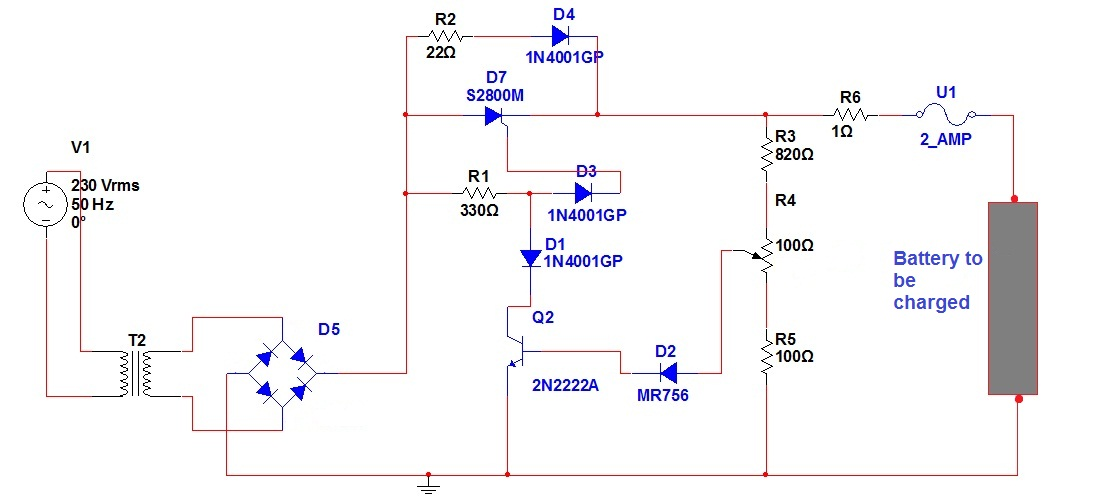 R2
22Ω
D4
1N4001GP
D7
S2800M
R6
1Ω
U1
2_AMP
R3
820Ω
V1
230 Vrms
50 Hz
0°
R1
330Ω
D3
1N4001GP
R4
100Ω
D1
1N4001GP
Battery to
be
charged
Q2
2N2222A
D2
MR756
R5
100Ω
T2
D5